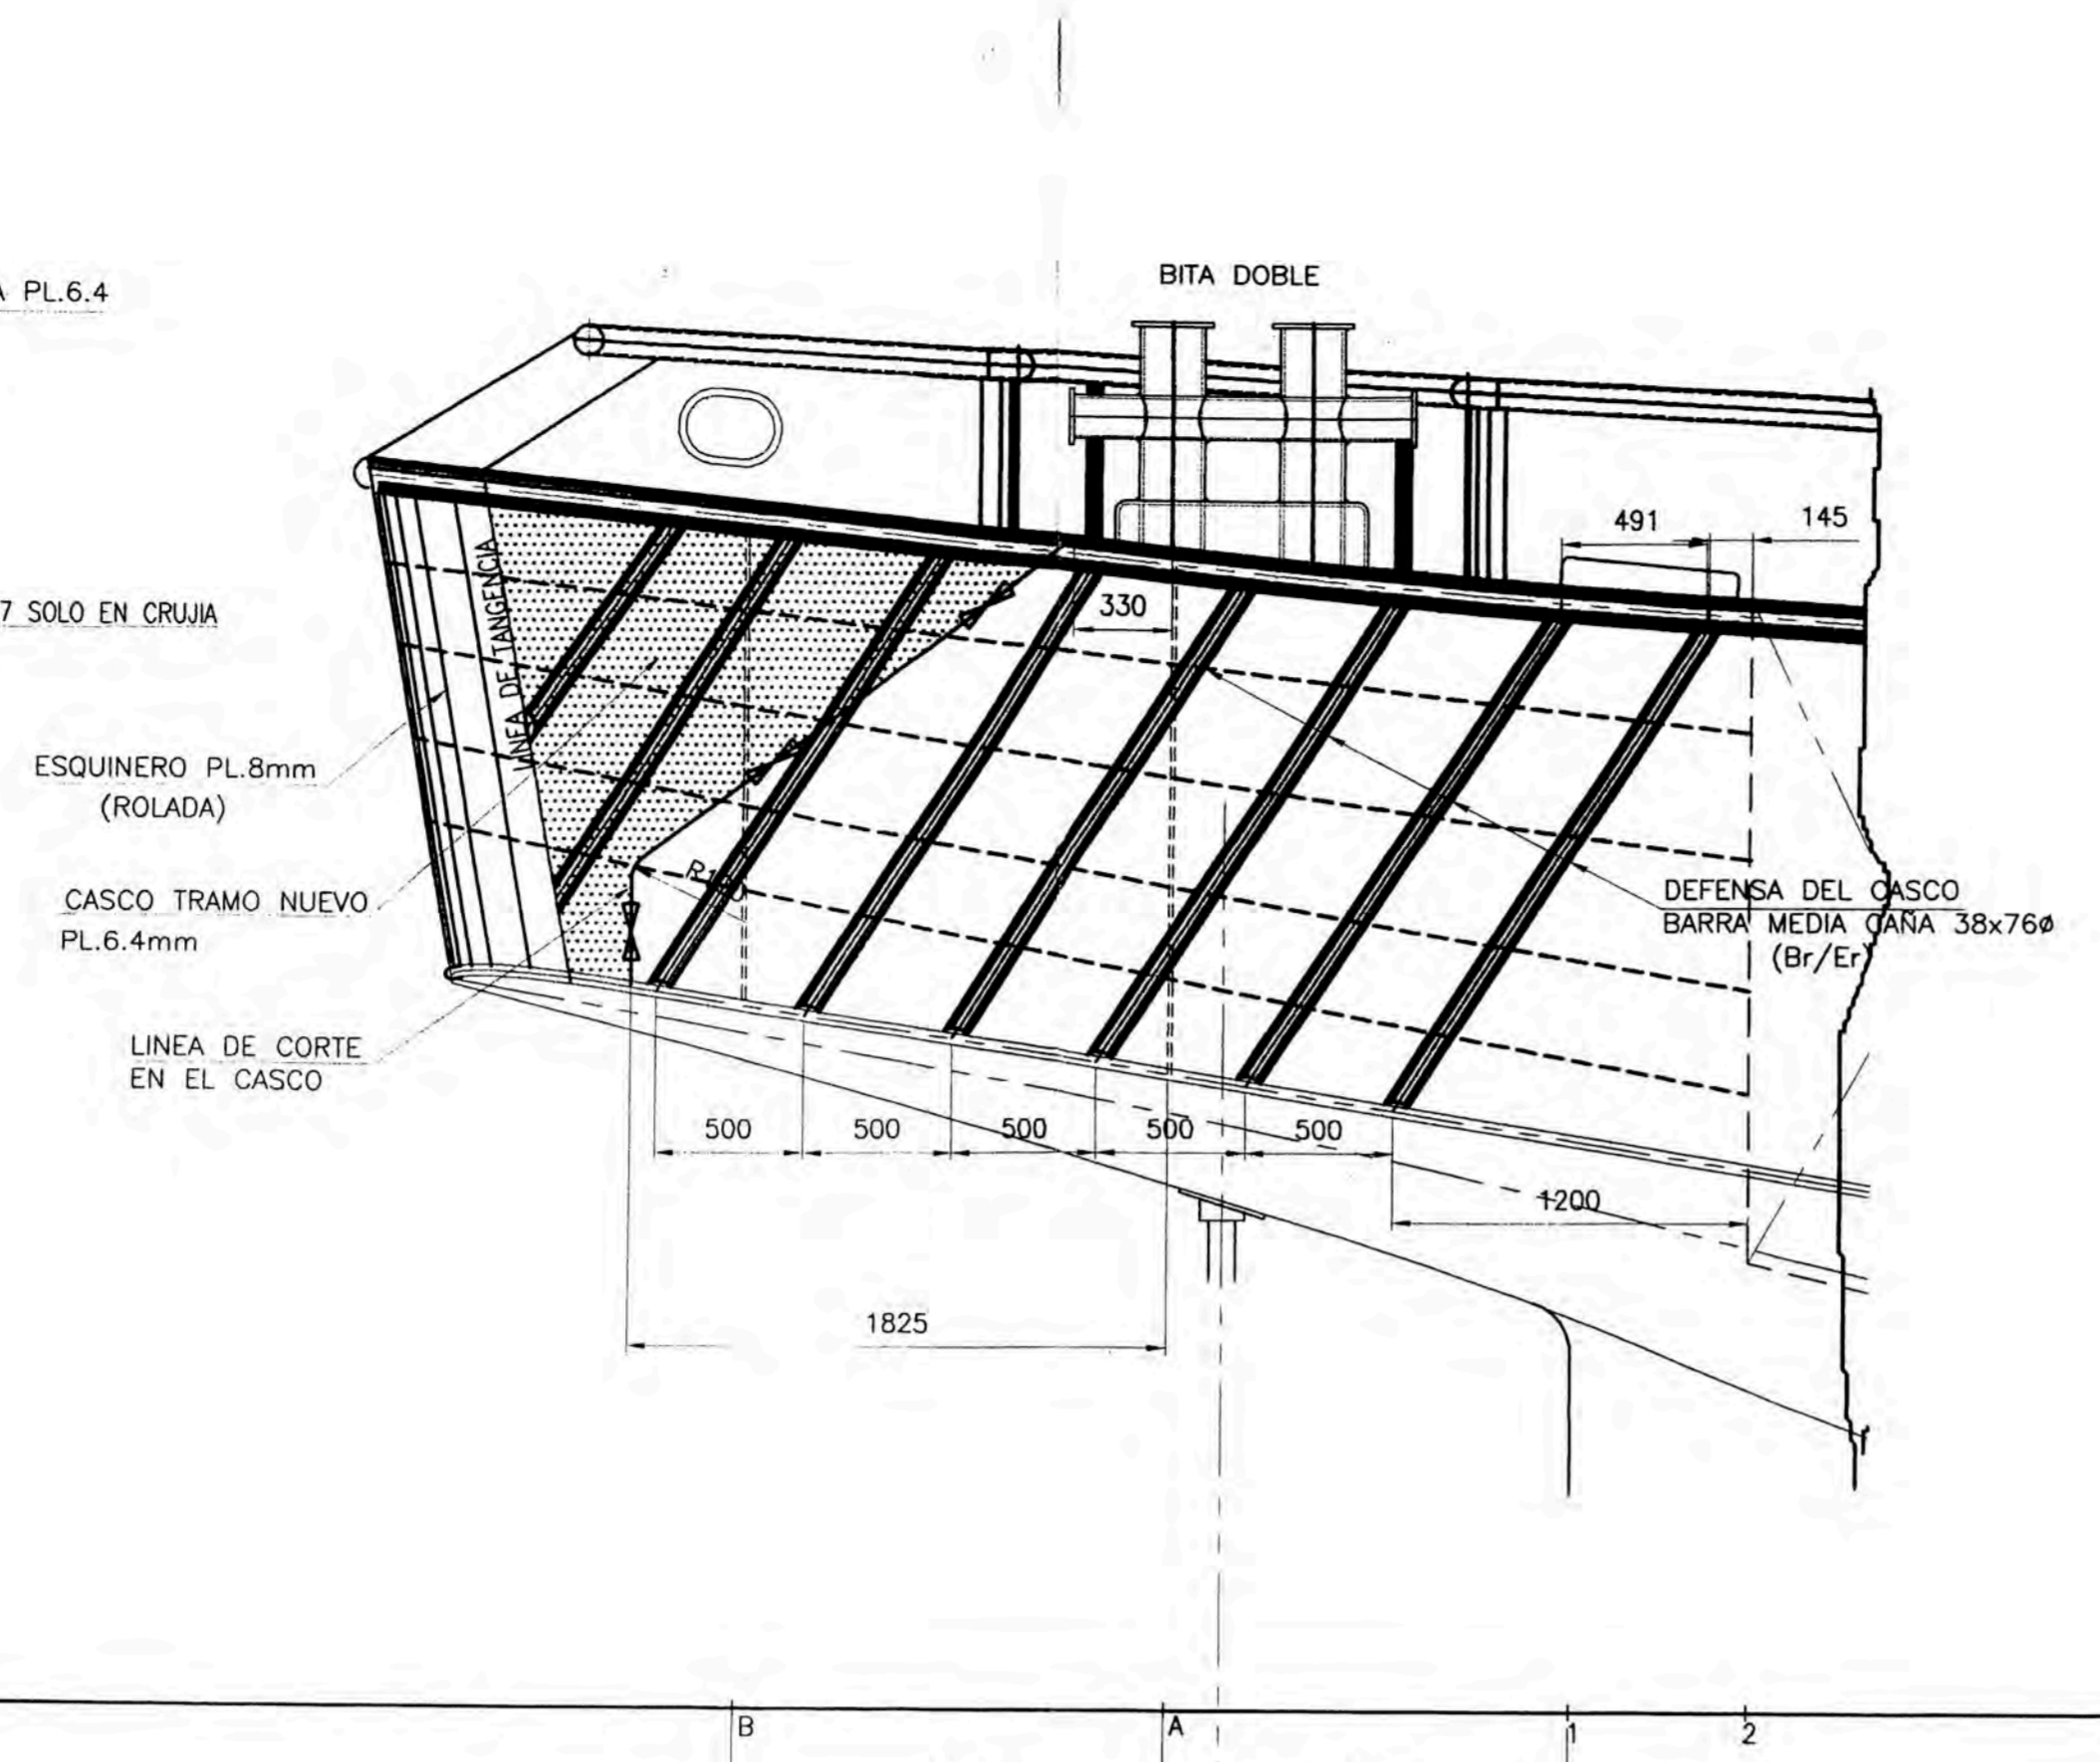 BITA DOBLE
PL.6.4
491
145
330
7 SOLO EN CRUJIA
LINEA DE TANGENCIA
ESQUINERO PL.8mm
(ROLADA)
CASCO TRAMO NUEVO
PL.6.4mm
DEFENSA DEL CASCO
BARRA MEDIA CAÑA 38x76ø
(Br/Er)
LINEA DE CORTE
EN EL CASCO
500
500
500
500
500
1200
1825
B
A
1
2